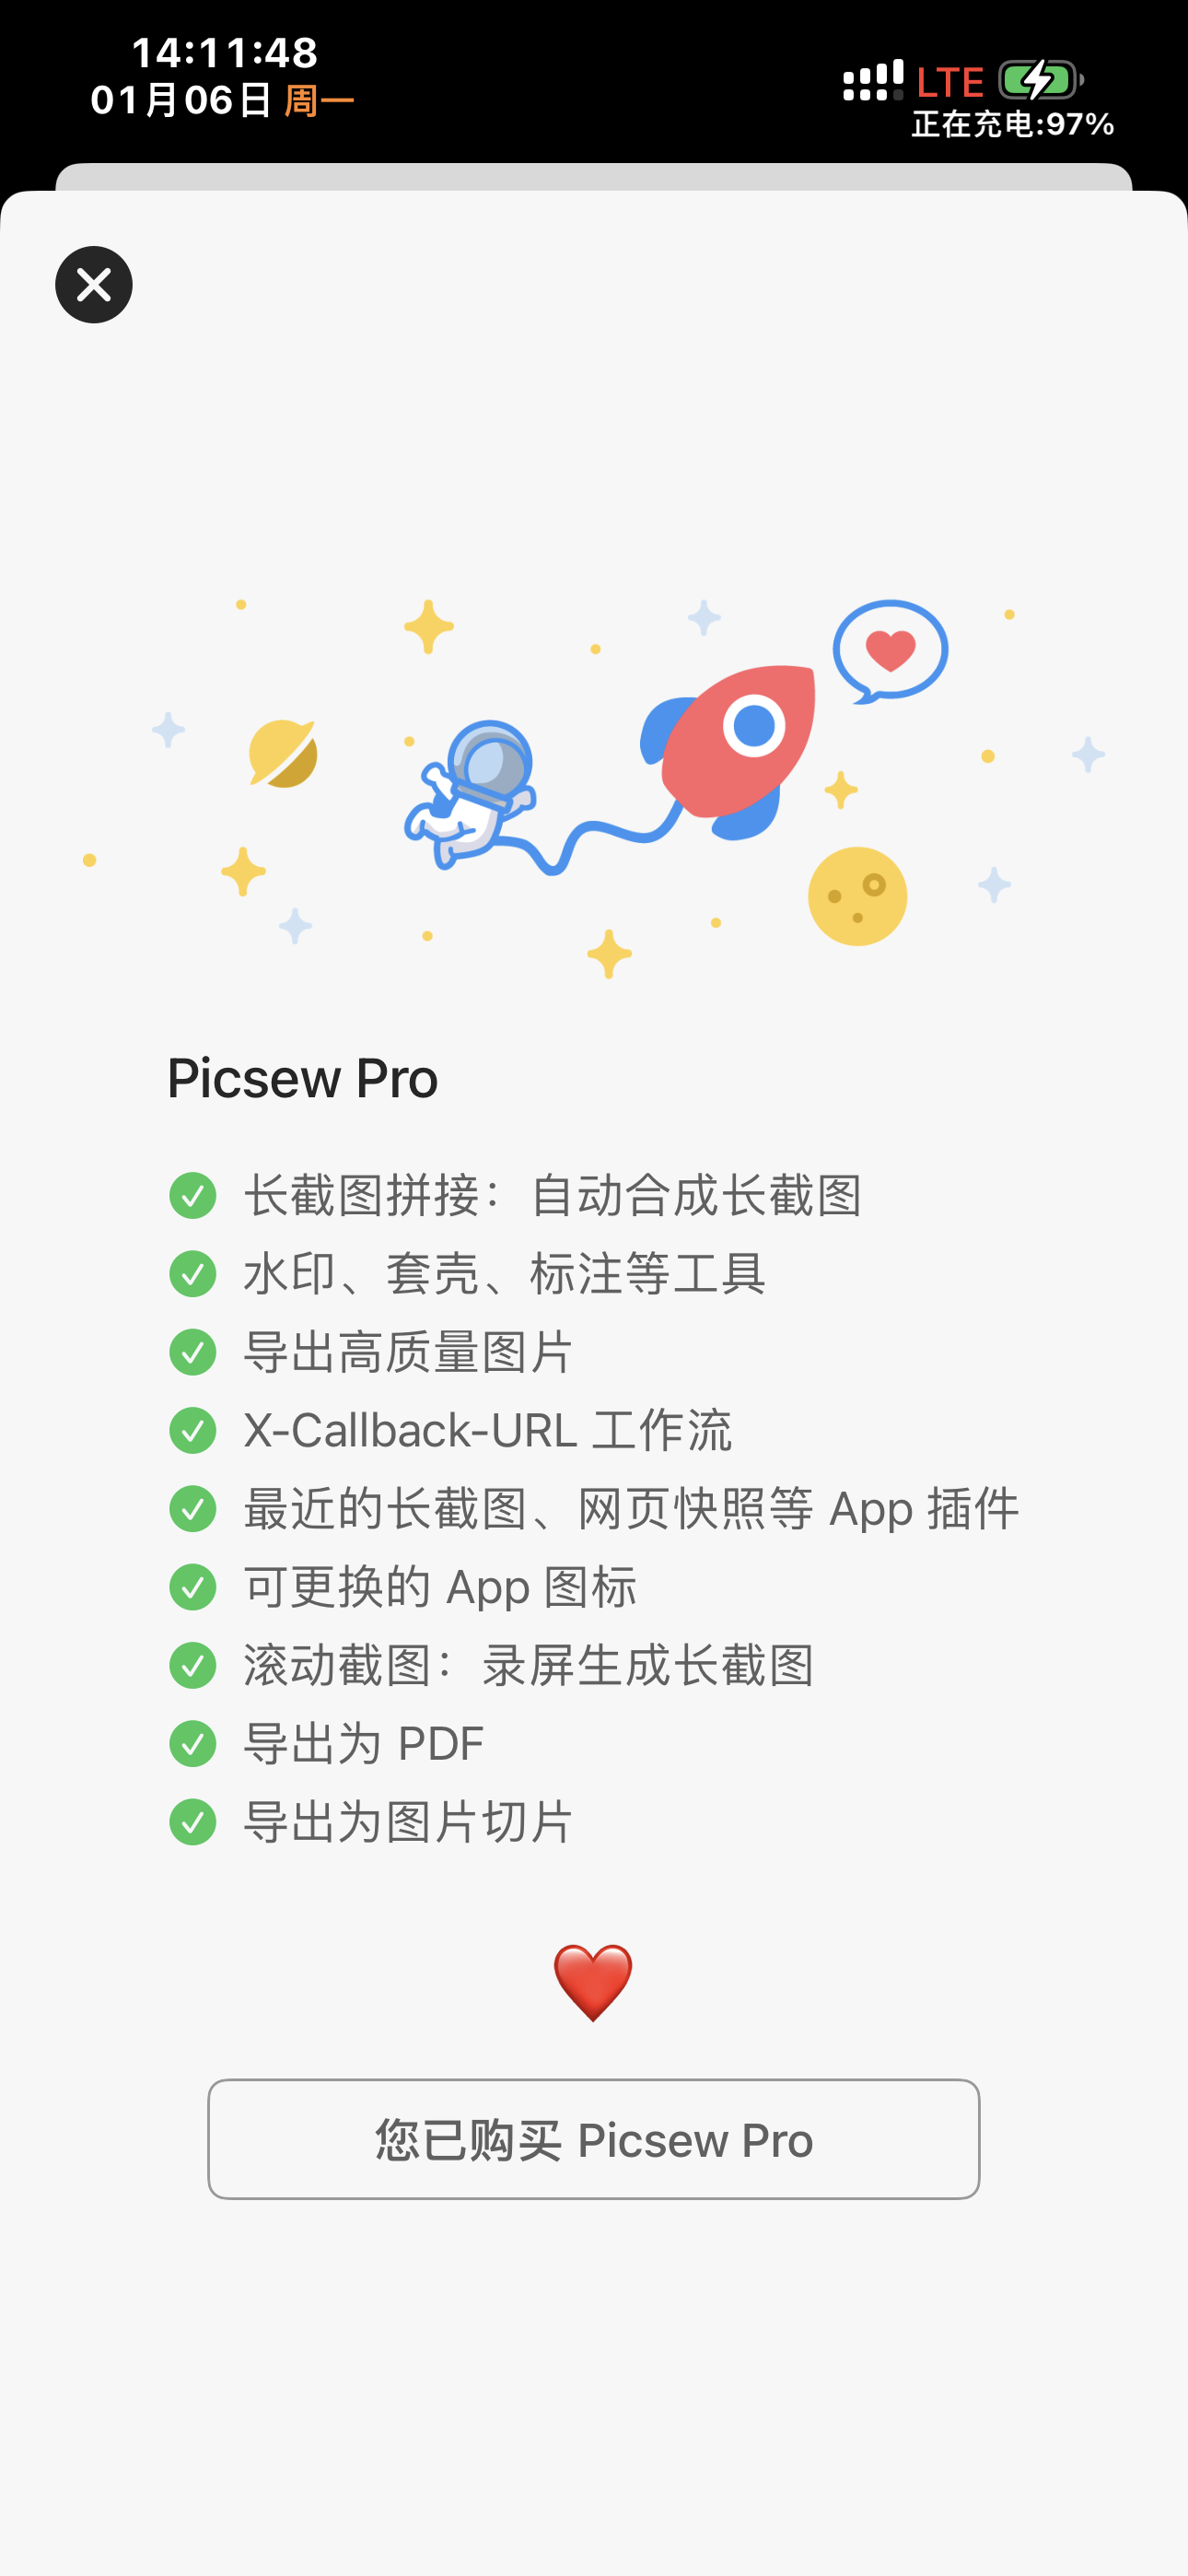 14:11:48
01月06日 周一
LTE
正在充电:97%
Picsew Pro
长截图拼接：自动合成长截图
水印、套壳、标注等工具
导出高质量图片
X-Callback-URL 工作流
最近的长截图、网页快照等 App 插件
可更换的 App 图标
滚动截图：录屏生成长截图
导出为 PDF
导出为图片切片
您已购买 Picsew Pro